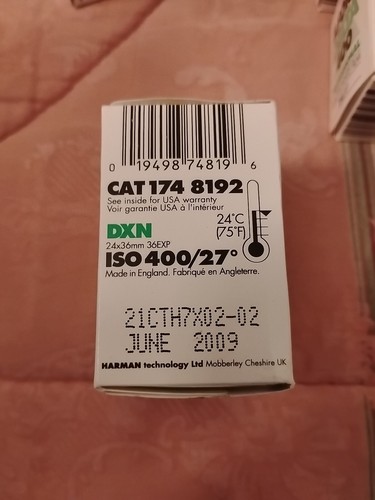 0 19498 74819 6
CAT 174 8192
See inside for USA warranty
Voir garantie USA à l'intérieur
DXN
24x36mm 36EXP
24°C
(75°F)
ISO 400/27°
Made in England. Fabriqué en Angleterre.
21CTH7X02-02
JUNE 2009
HARMAN technology Ltd Mobberley Cheshire UK